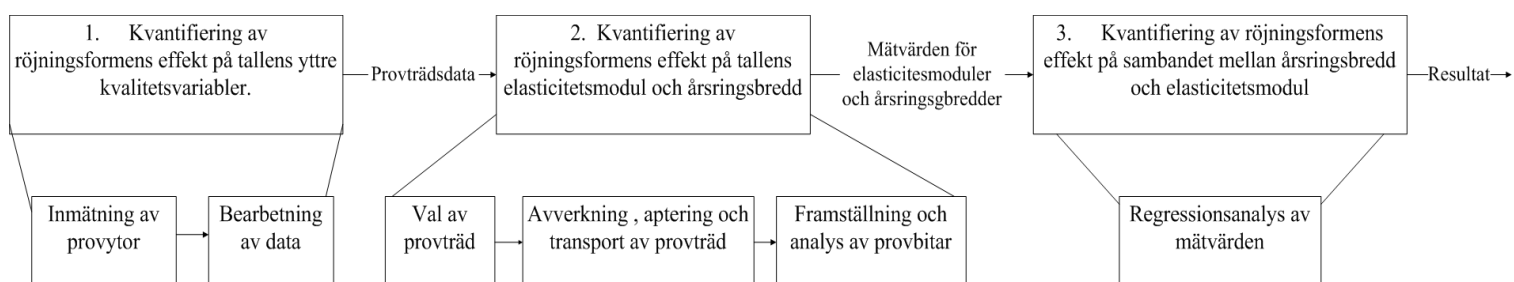 1. Kvantifiering av
röjningsformens effekt på tallens yttre
kvalitetsvariabler.
Provträdsdata
2. Kvantifiering av
röjningsformens effekt på tallens
elasticitetsmodul och årsringsbredd
Mätvärden för
elasticitesmoduler
och årsringsgbredder
3. Kvantifiering av röjningsformens
effekt på sambandet mellan årsringsbredd
och elasticitetsmodul
Resultat
Inmätning av
provytor
Bearbetning
av data
Val av
provträd
Avverkning , aptering och
transport av provträd
Framställning och
analys av provbitar
Regressionsanalys av
mätvärden